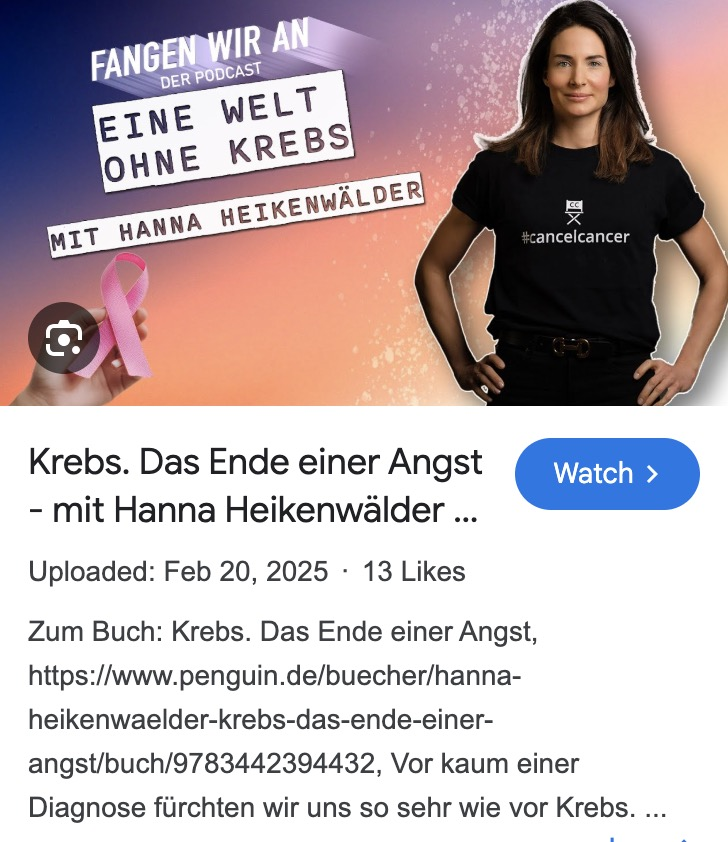 FANGEN WIR AN
DER PODCAST
EINE WELT
OHNE KREBS
MIT HANNA HEIKENWÄLDER
CC
#cancelcancer
Krebs. Das Ende einer Angst
- mit Hanna Heikenwälder ...
Watch >
Uploaded: Feb 20, 2025 · 13 Likes
Zum Buch: Krebs. Das Ende einer Angst,
https://www.penguin.de/buecher/hanna-
heikenwaelder-krebs-das-ende-einer-
angst/buch/9783442394432, Vor kaum einer
Diagnose fürchten wir uns so sehr wie vor Krebs. ...